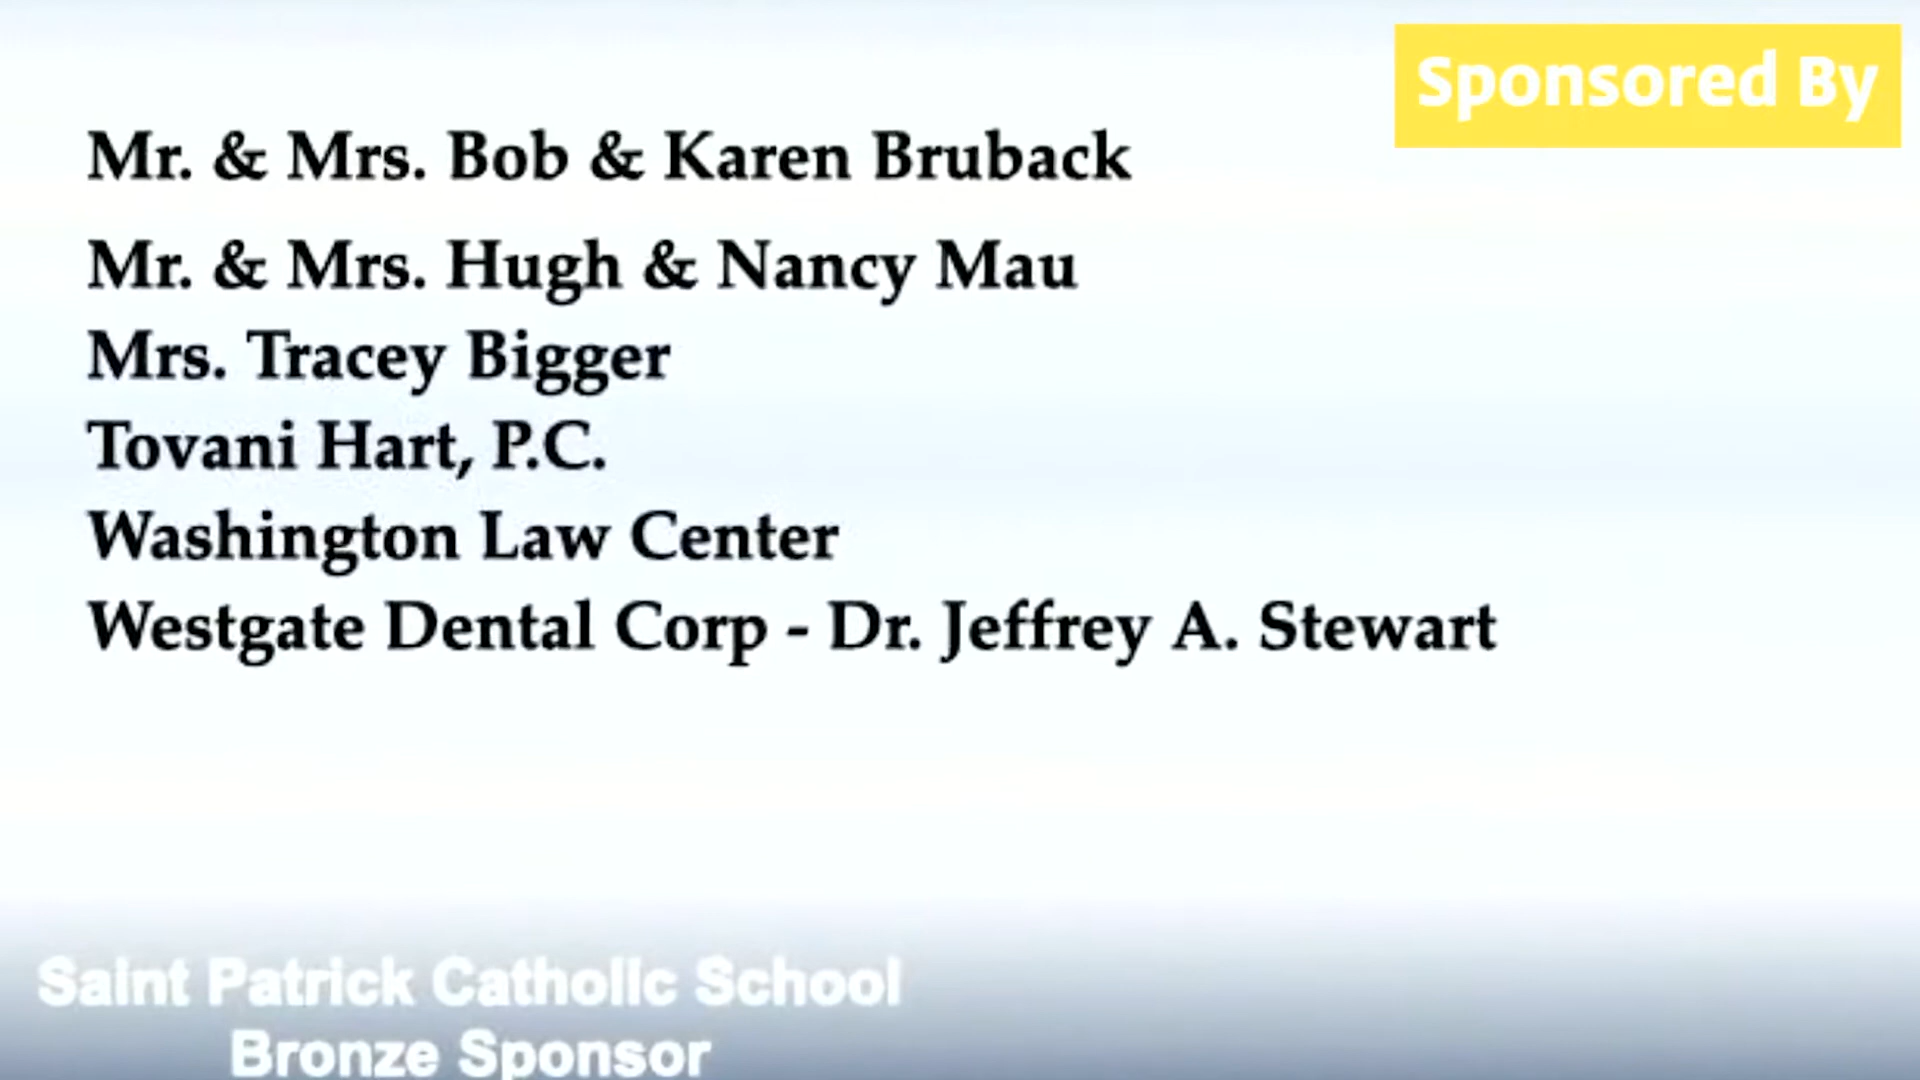 Sponsored By
Mr. & Mrs. Bob & Karen Bruback
Mr. & Mrs. Hugh & Nancy Mau
Mrs. Tracey Bigger
Tovani Hart, P.C.
Washington Law Center
Westgate Dental Corp - Dr. Jeffrey A. Stewart
Saint Patrick Catholic School
Bronze Sponsor